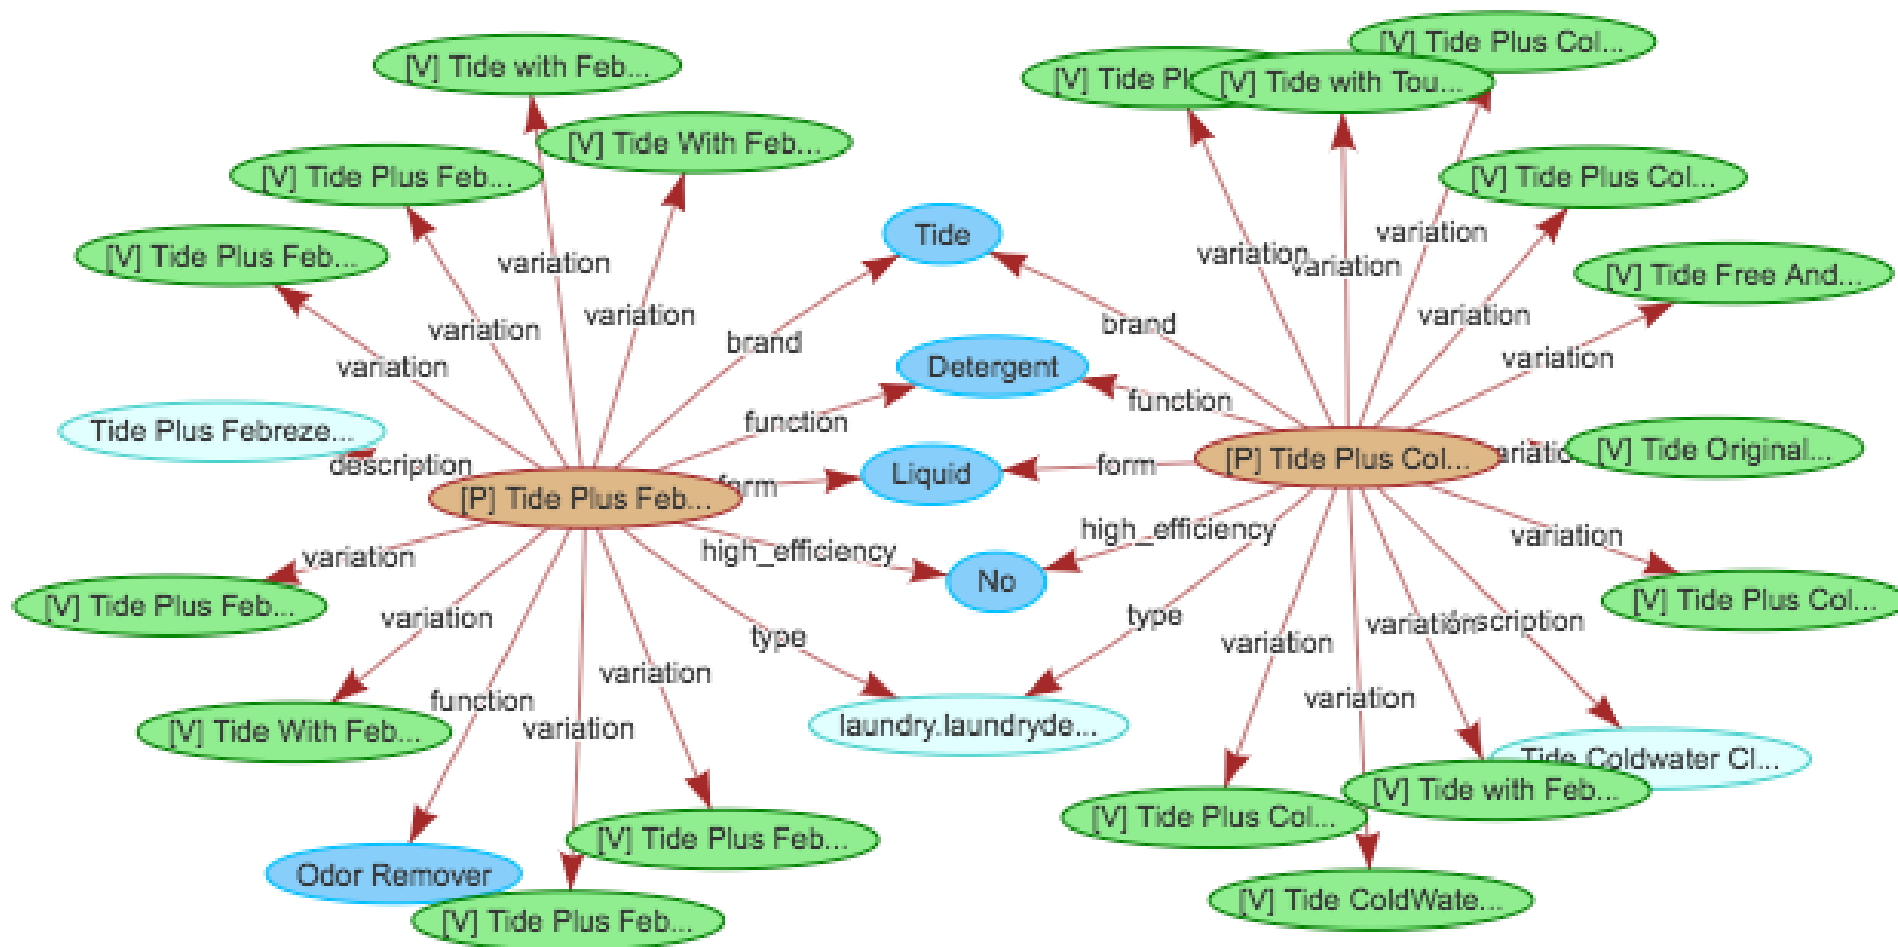 [V] Tide Plus Col...
[V] Tide with Feb...
[V] Tide Pl
[V] Tide with Tou...
[V] Tide With Feb...
[V] Tide Plus Feb...
[V] Tide Plus Col...
Tide
[V] Tide Plus Feb...
variation
variation
variation
variation
[V] Tide Free And...
variation
variation
variation
brand
brand
variation
variation
Detergent
variation
function
function
Tide Plus Febreze...
description
[P] Tide Plus Feb...
form
Liquid
form
[P] Tide Plus Col...
variation
[V] Tide Original...
variation
high_efficiency
high_efficiency
variation
No
[V] Tide Plus Feb...
[V] Tide Plus Col...
variation
type
type
variation
variation
description
variation
function
variation
variation
[V] Tide With Feb...
laundry.laundryde...
Tide Coldwater Cl...
[V] Tide with Feb...
[V] Tide Plus Col...
[V] Tide Plus Feb...
Odor Remover
[V] Tide Plus Feb...
[V] Tide ColdWate...